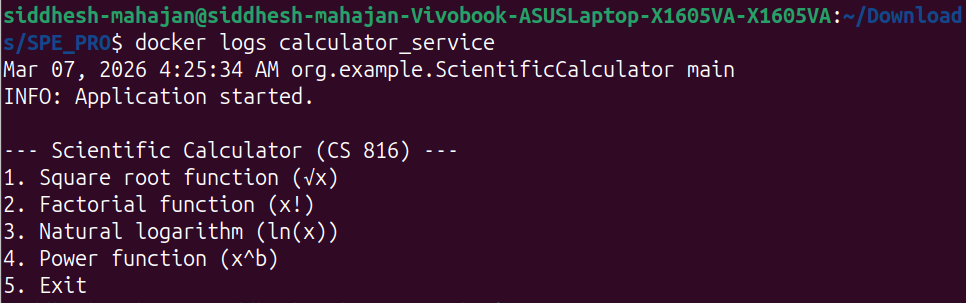 siddhesh-mahajan@siddhesh-mahajan-Vivobook-ASUSLaptop-X1605VA-X1605VA:~/Download
s/SPE_PRO$ docker logs calculator_service
Mar 07, 2026 4:25:34 AM org.example.ScientificCalculator main
INFO: Application started.

--- Scientific Calculator (CS 816) ---
1. Square root function (√x)
2. Factorial function (x!)
3. Natural logarithm (ln(x))
4. Power function (x^b)
5. Exit